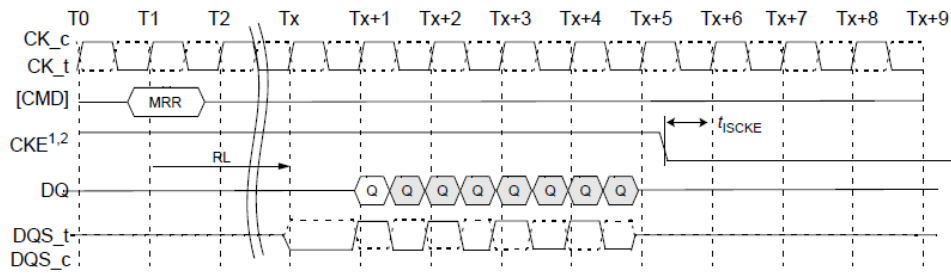 T0 T1 T2 Tx Tx+1 Tx+2 Tx+3 Tx+4 Tx+5 Tx+6 Tx+7 Tx+8 Tx+9
CK_c
CK_t
[CMD] MRR
CKE1,2 tISCKE
RL
DQ Q Q Q Q Q Q Q Q
DQS_t
DQS_c